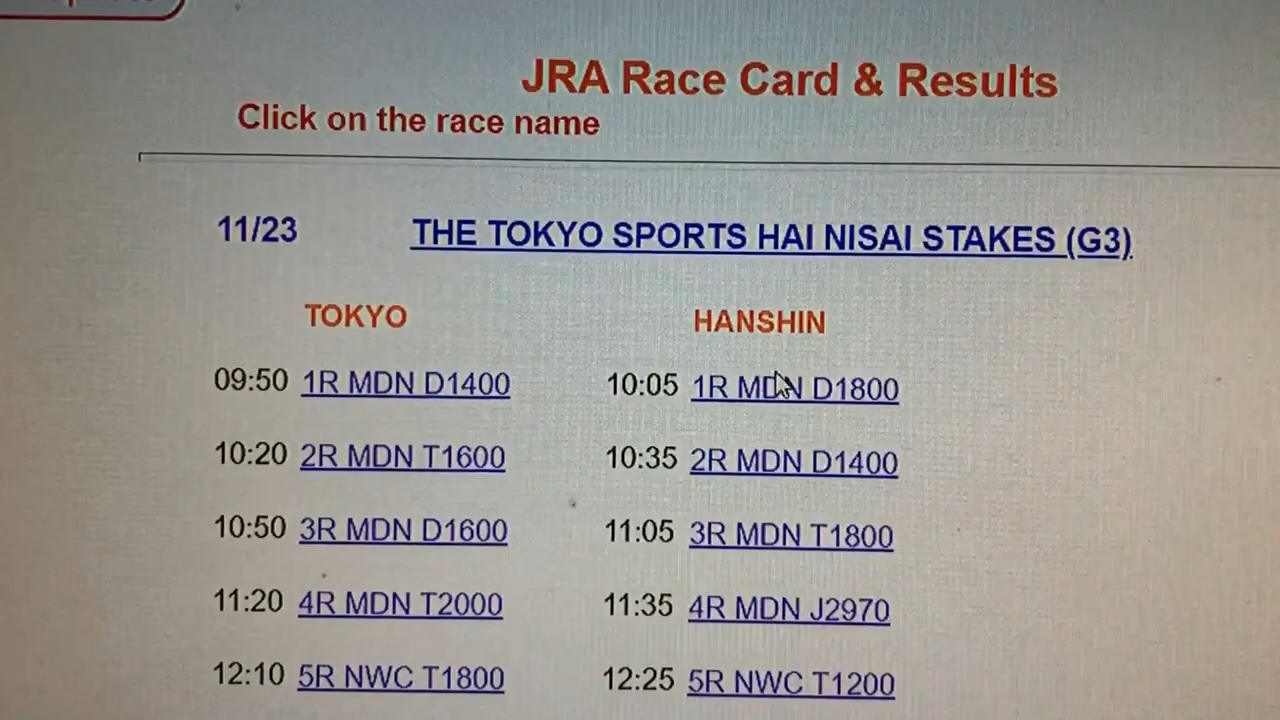 JRA Race Card & Results
Click on the race name
11/23 THE TOKYO SPORTS HAI NISAI STAKES (G3)
TOKYO HANSHIN
09:50 1R MDN D1400 10:05 1R MDN D1800
10:20 2R MDN T1600 10:35 2R MDN D1400
10:50 3R MDN D1600 11:05 3R MDN T1800
11:20 4R MDN T2000 11:35 4R MDN J2970
12:10 5R NWC T1800 12:25 5R NWC T1200